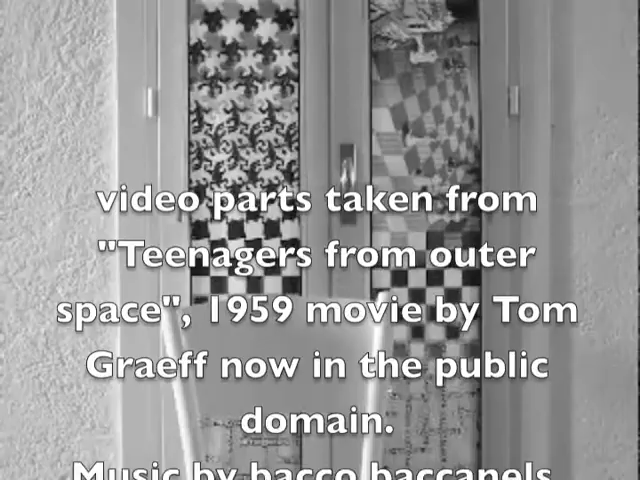 video parts taken from
"Teenagers from outer
space", 1959 movie by Tom
Graeff now in the public
domain.
Music by bacco baccanels